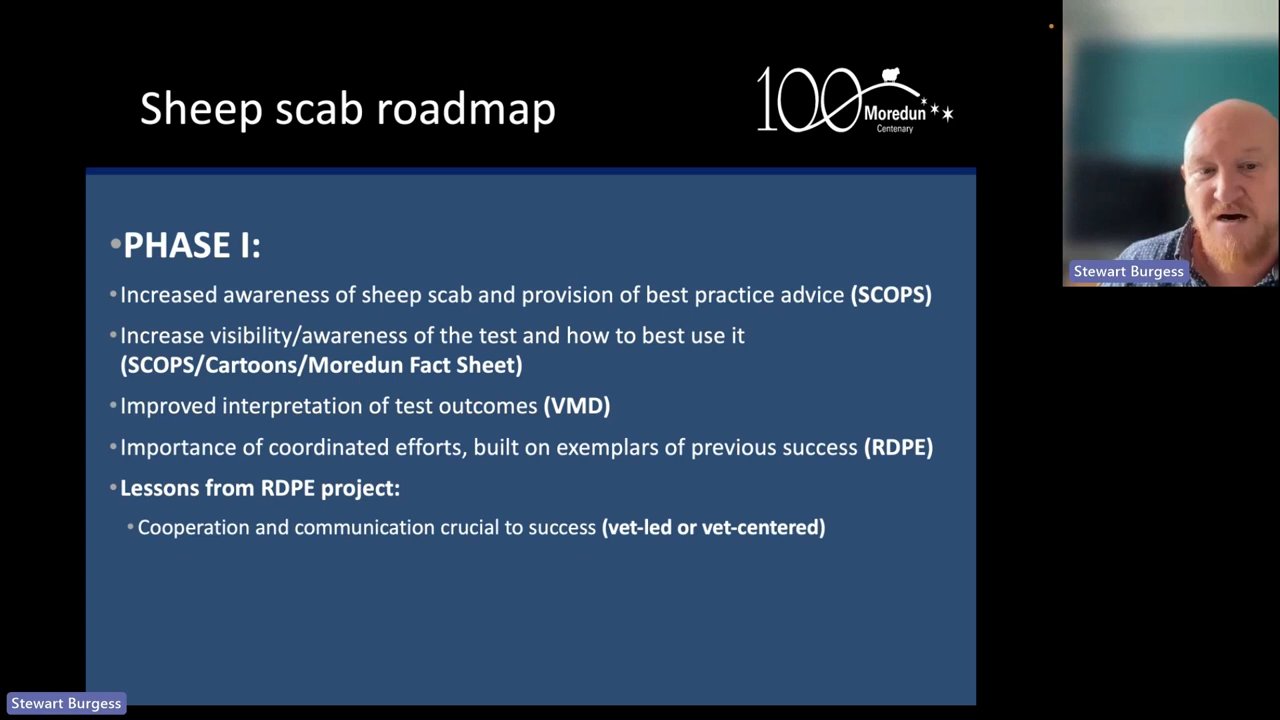 Sheep scab roadmap
100
Moredun
Centenary
•PHASE I:
•Increased awareness of sheep scab and provision of best practice advice (SCOPS)
•Increase visibility/awareness of the test and how to best use it
(SCOPS/Cartoons/Moredun Fact Sheet)
•Improved interpretation of test outcomes (VMD)
•Importance of coordinated efforts, built on exemplars of previous success (RDPE)
•Lessons from RDPE project:
•Cooperation and communication crucial to success (vet-led or vet-centered)
Stewart Burgess
Stewart Burgess